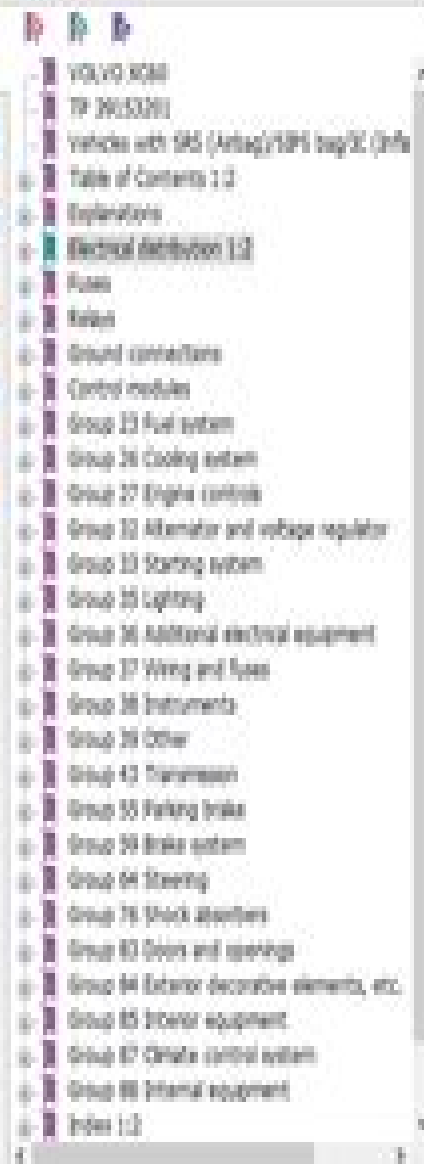 VOLVO XC60
TP 39153201
Vehicles with SRS (Airbag)/SIPS bag/IC (Infla
Table of Contents 1:2
Explanations
Electrical distribution 1:2
Fuses
Relays
Ground connections
Control modules
Group 23 Fuel system
Group 26 Cooling system
Group 27 Engine controls
Group 32 Alternator and voltage regulator
Group 33 Starting system
Group 35 Lighting
Group 36 Additional electrical equipment
Group 37 Wiring and fuses
Group 38 Instruments
Group 39 Other
Group 43 Transmission
Group 55 Parking brake
Group 59 Brake system
Group 64 Steering
Group 76 Shock absorbers
Group 83 Doors and openings
Group 84 Exterior decorative elements, etc.
Group 85 Interior equipment
Group 87 Climate control system
Group 88 Internal equipment
Index 1:2